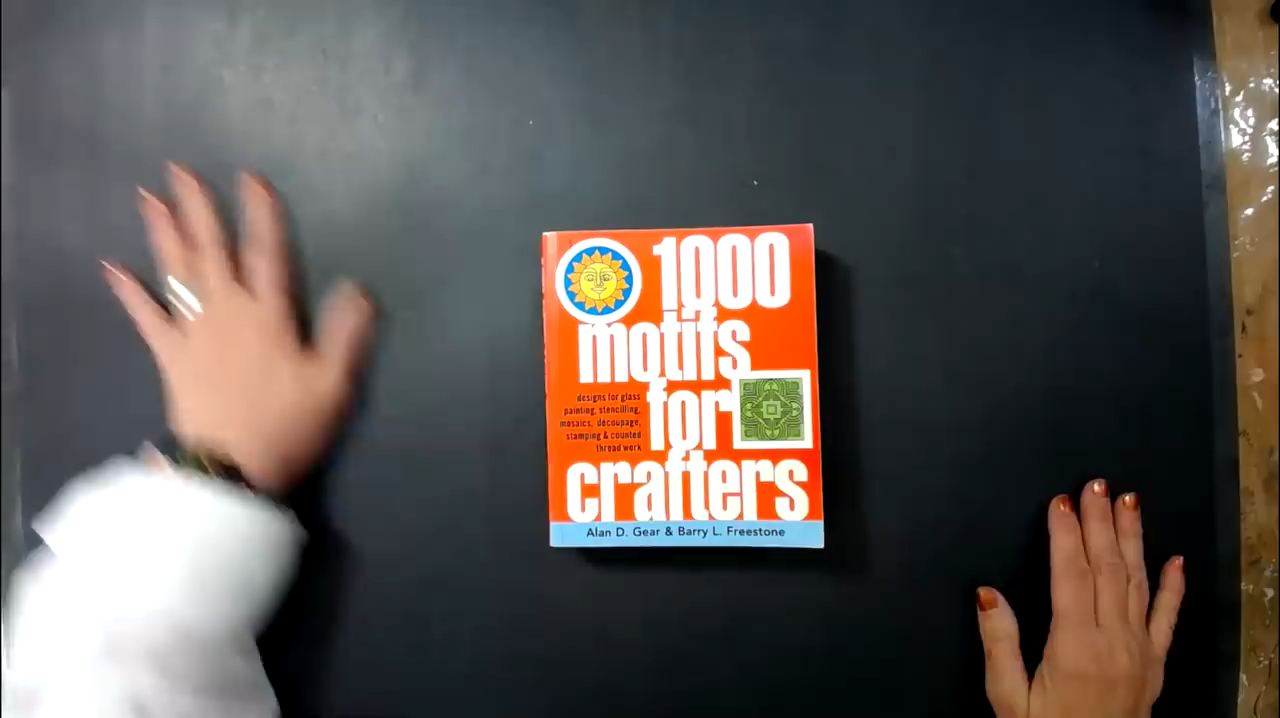 1000
motifs
for
crafters
designs for glass
painting, stencilling,
mosaics, decoupage,
stamping & counted
thread work
Alan D. Gear & Barry L. Freestone